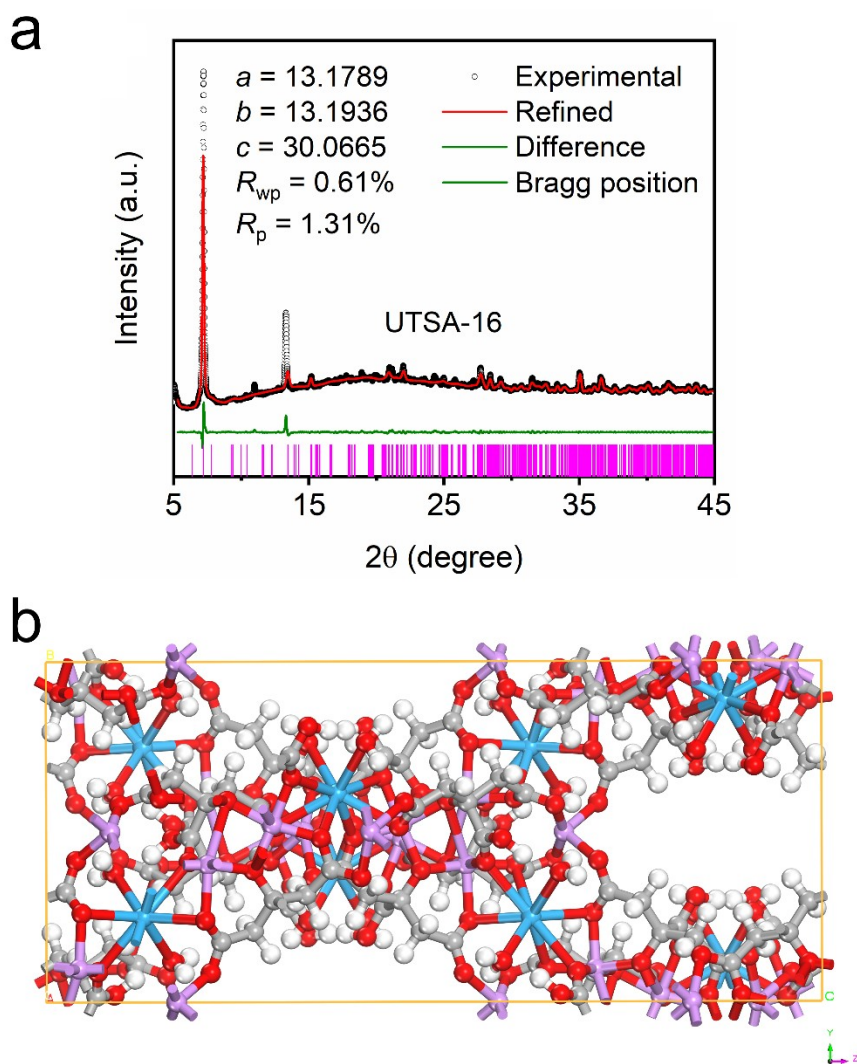 a
a = 13.1789
b = 13.1936
c = 30.0665
Rwp = 0.61%
Rp = 1.31%
Experimental
Refined
Difference
Bragg position
UTSA-16
Intensity (a.u.)
5 15 25 35 45
2θ (degree)
b
B
A
C
Y
Z